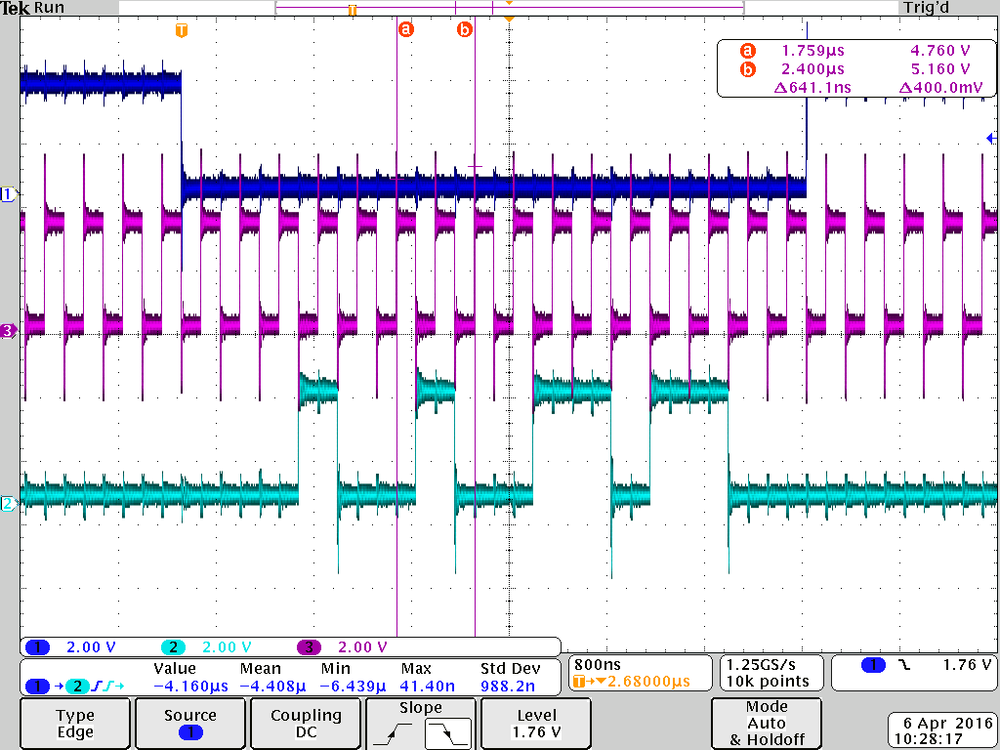 Tek Run Trig'd
T
T a b
a 1.759µs 4.760 V
b 2.400µs 5.160 V
Δ641.1ns Δ400.0mV
1
3
2
1 2.00 V 2 2.00 V 3 2.00 V
Value Mean Min Max Std Dev
1 → 2 −4.160µs −4.408µ −6.439µ 41.40n 988.2n
800ns
T→▼2.68000µs
1.25GS/s
10k points
1 1.76 V
Type
Edge
Source
1
Coupling
DC
Slope
Level
1.76 V
Mode
Auto
& Holdoff
6 Apr 2016
10:28:17